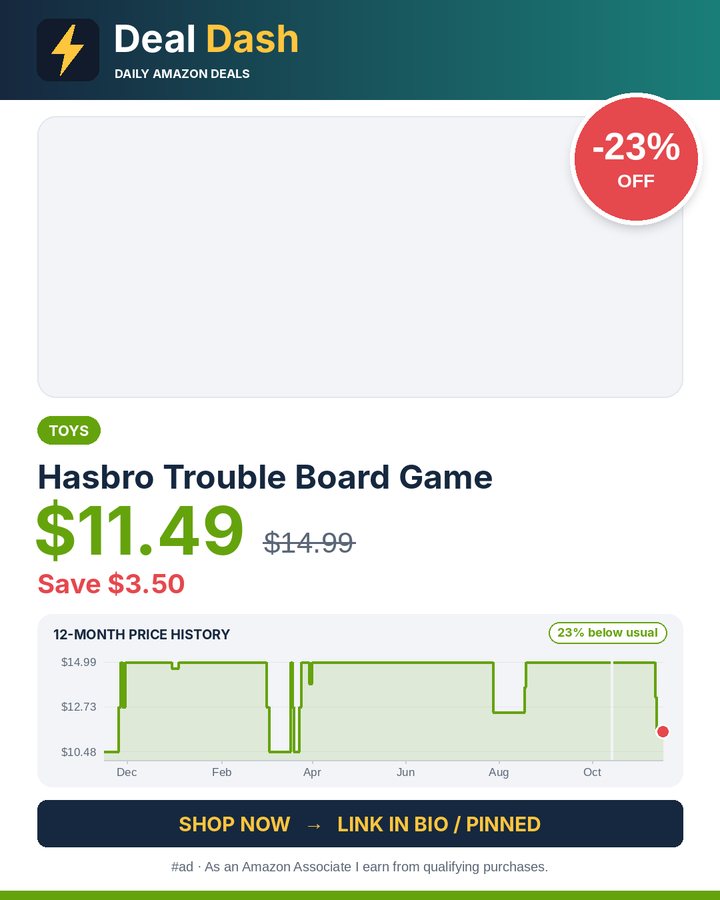 Deal Dash
DAILY AMAZON DEALS
-23%
OFF
TOYS
Hasbro Trouble Board Game
$11.49 $14.99
Save $3.50
12-MONTH PRICE HISTORY
23% below usual
$14.99
$12.73
$10.48
Dec Feb Apr Jun Aug Oct
SHOP NOW → LINK IN BIO / PINNED
#ad · As an Amazon Associate I earn from qualifying purchases.